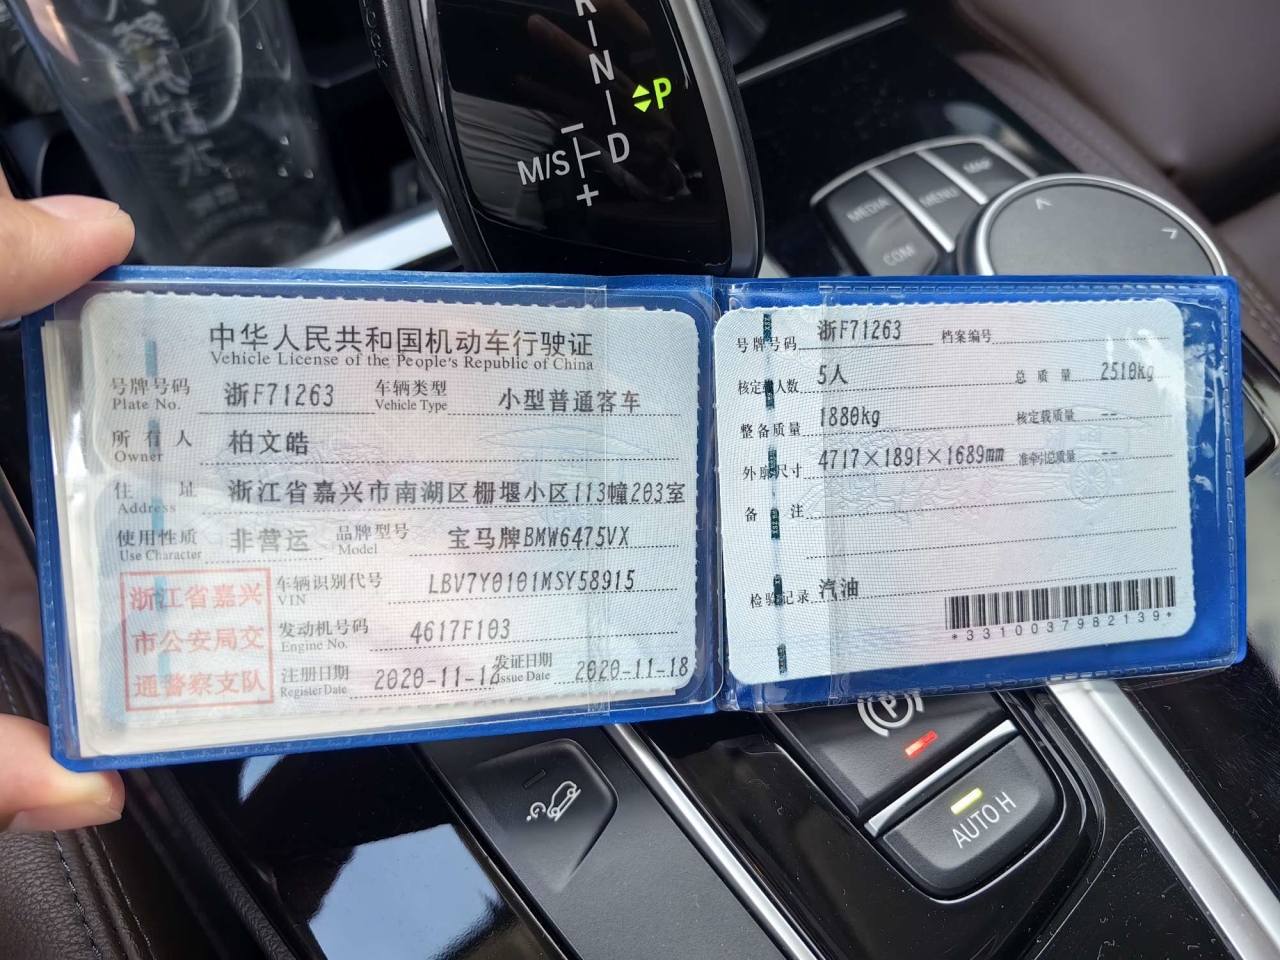 N
P
M/S
D
+
MEDIA
MENU
MAP
COM
中华人民共和国机动车行驶证
Vehicle License of the People's Republic of China
号牌号码 浙F71263 车辆类型 小型普通客车
Plate No. Vehicle Type
所有人 柏文皓
Owner
住址 浙江省嘉兴市南湖区栅堰小区113幢203室
Address
使用性质 非营运 品牌型号 宝马牌BMW6475VX
Use Character Model
浙江省嘉兴
市公安局交
通警察支队
车辆识别代号 LBV7Y0101MSY58915
VIN
发动机号码 4617F103
Engine No.
注册日期 2020-11-12 发证日期 2020-11-18
Register Date Issue Date
号牌号码 浙F71263 档案编号
核定载人数 5人 总质量 2510kg
整备质量 1880kg 核定载质量 --
外廓尺寸 4717×1891×1689mm 准牵引总质量 --
备注
检验记录 汽油
*3310037982139*
P
AUTO H